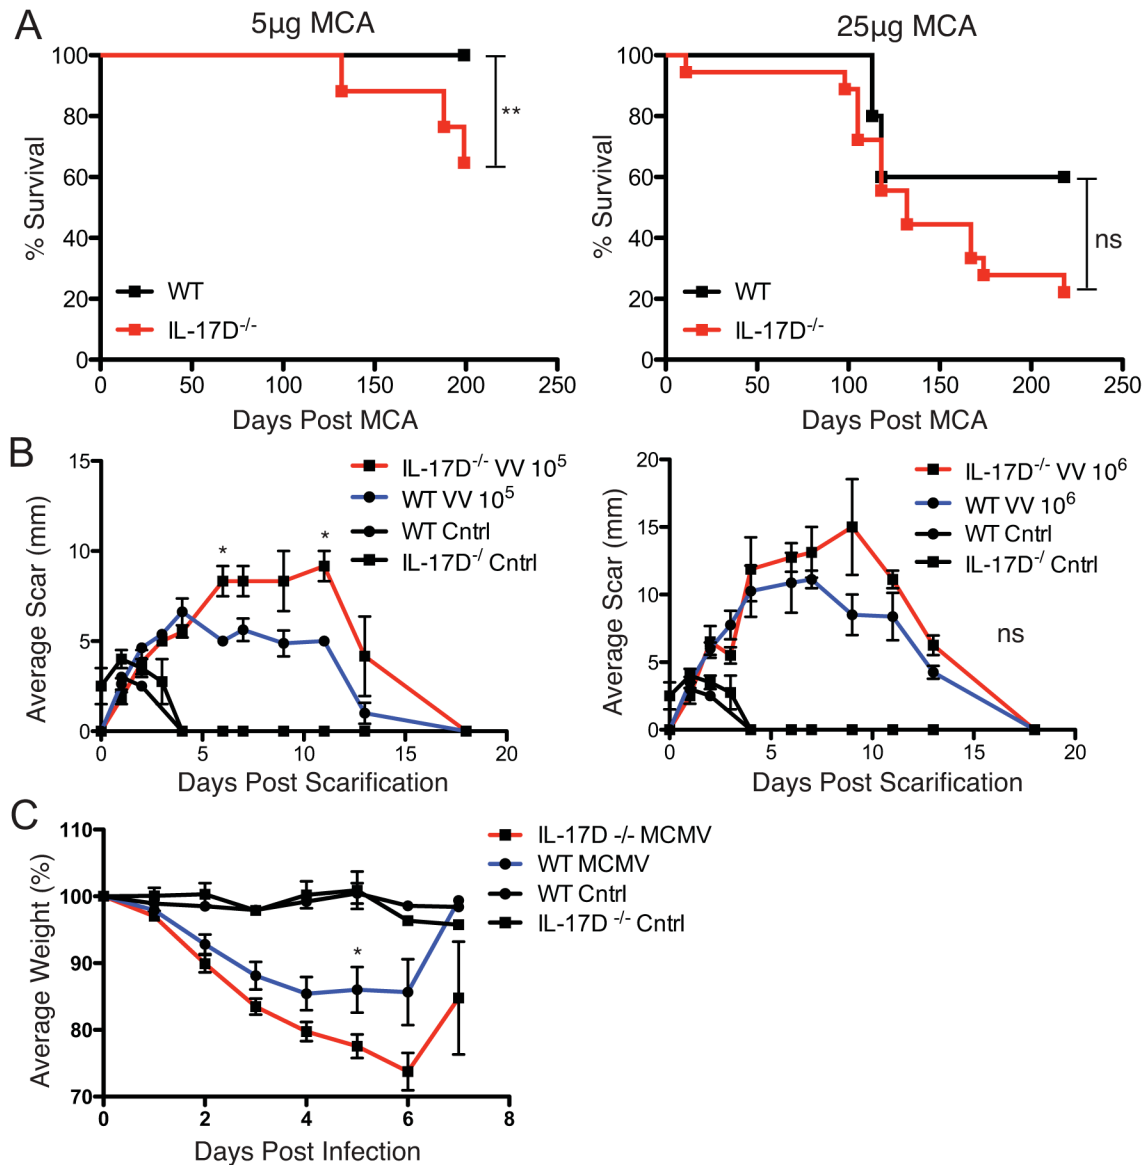 A
5µg MCA
% Survival
100
80
60
40
20
0
0 50 100 150 200 250
Days Post MCA
WT
IL-17D-/-
**
25µg MCA
% Survival
100
80
60
40
20
0
0 50 100 150 200 250
Days Post MCA
WT
IL-17D-/-
ns
B
Average Scar (mm)
15
10
5
0
0 5 10 15 20
Days Post Scarification
IL-17D-/- VV 10^5
WT VV 10^5
WT Cntrl
IL-17D-/ Cntrl
* *
Average Scar (mm)
20
15
10
5
0
0 5 10 15 20
Days Post Scarification
IL-17D-/- VV 10^6
WT VV 10^6
WT Cntrl
IL-17D-/ Cntrl
ns
C
Average Weight (%)
110
100
90
80
70
0 2 4 6 8
Days Post Infection
IL-17D -/- MCMV
WT MCMV
WT Cntrl
IL-17D -/- Cntrl
*